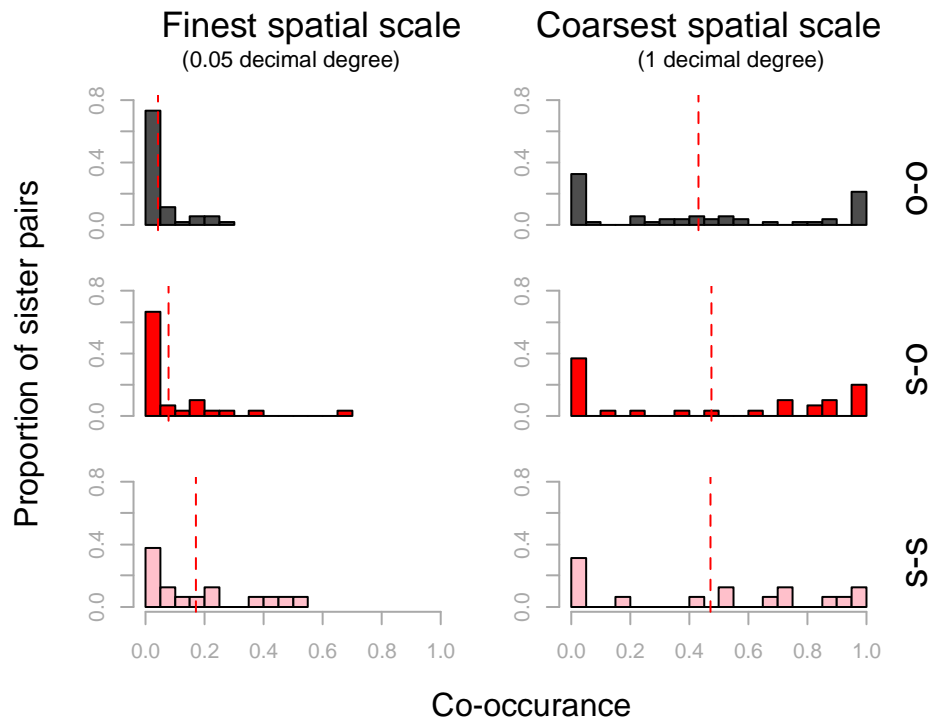 Finest spatial scale
(0.05 decimal degree)
Coarsest spatial scale
(1 decimal degree)
Proportion of sister pairs
0.8
0.4
0.0
0.8
0.4
0.0
o-o
0.8
0.4
0.0
0.8
0.4
0.0
s-o
0.8
0.4
0.0
0.8
0.4
0.0
s-s
0.0 0.2 0.4 0.6 0.8 1.0
0.0 0.2 0.4 0.6 0.8 1.0
Co-occurance